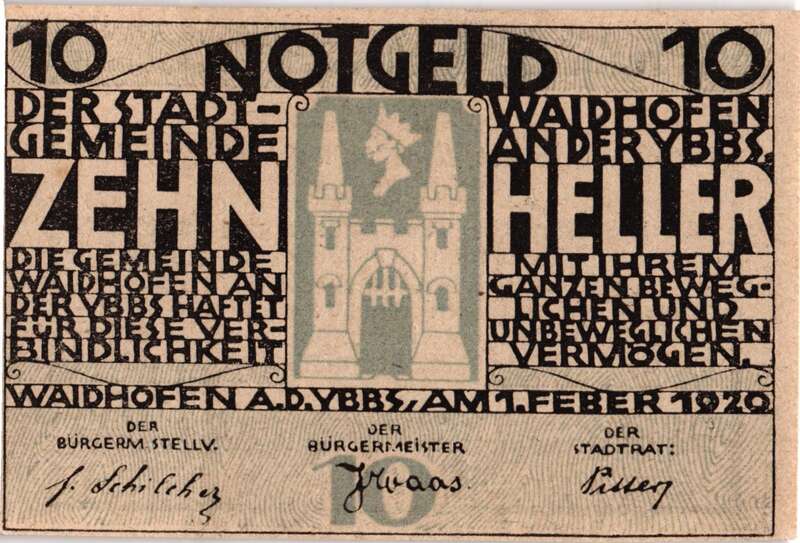 10 NOTGELD 10
DER STADT-
GEMEINDE
ZEHN
DIE GEMEINDE
WAIDHOFEN AN
DER YBBS HAFTET
FÜR DIESE VER-
BINDLICHKEIT
WAIDHOFEN
AN DER YBBS.
HELLER
MIT IHREM
GANZEN BEWEG-
LICHEN UND
UNBEWEGLICHEN
VERMÖGEN.
WAIDHOFEN A.D.YBBS, AM 1. FEBER 1920
DER
BÜRGERM. STELLV.
DER
BÜRGERMEISTER
DER
STADTRAT:
10